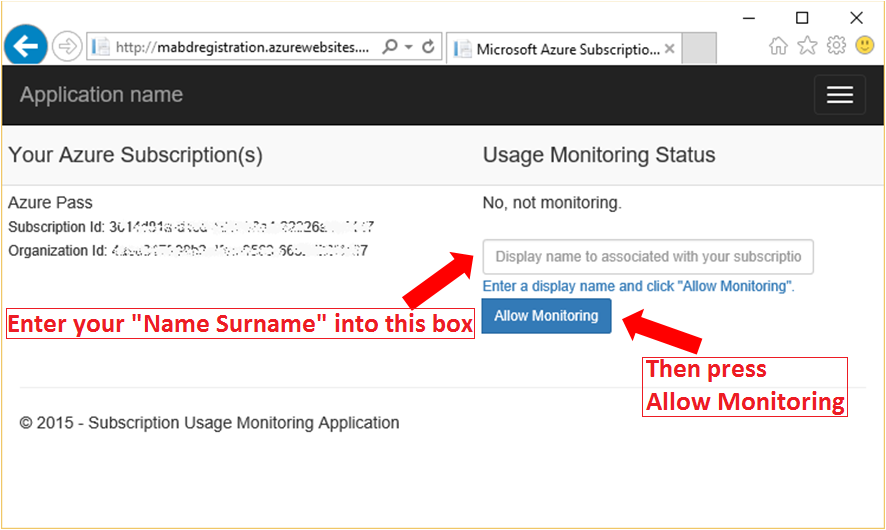 http://mabdregistration.azurewebsites....
Microsoft Azure Subscriptio...
Application name
Your Azure Subscription(s)
Usage Monitoring Status
Azure Pass
No, not monitoring.
Subscription Id:
Organization Id:
Display name to associated with your subscriptio
Enter a display name and click "Allow Monitoring".
Enter your "Name Surname" into this box
Allow Monitoring
Then press
Allow Monitoring
© 2015 - Subscription Usage Monitoring Application